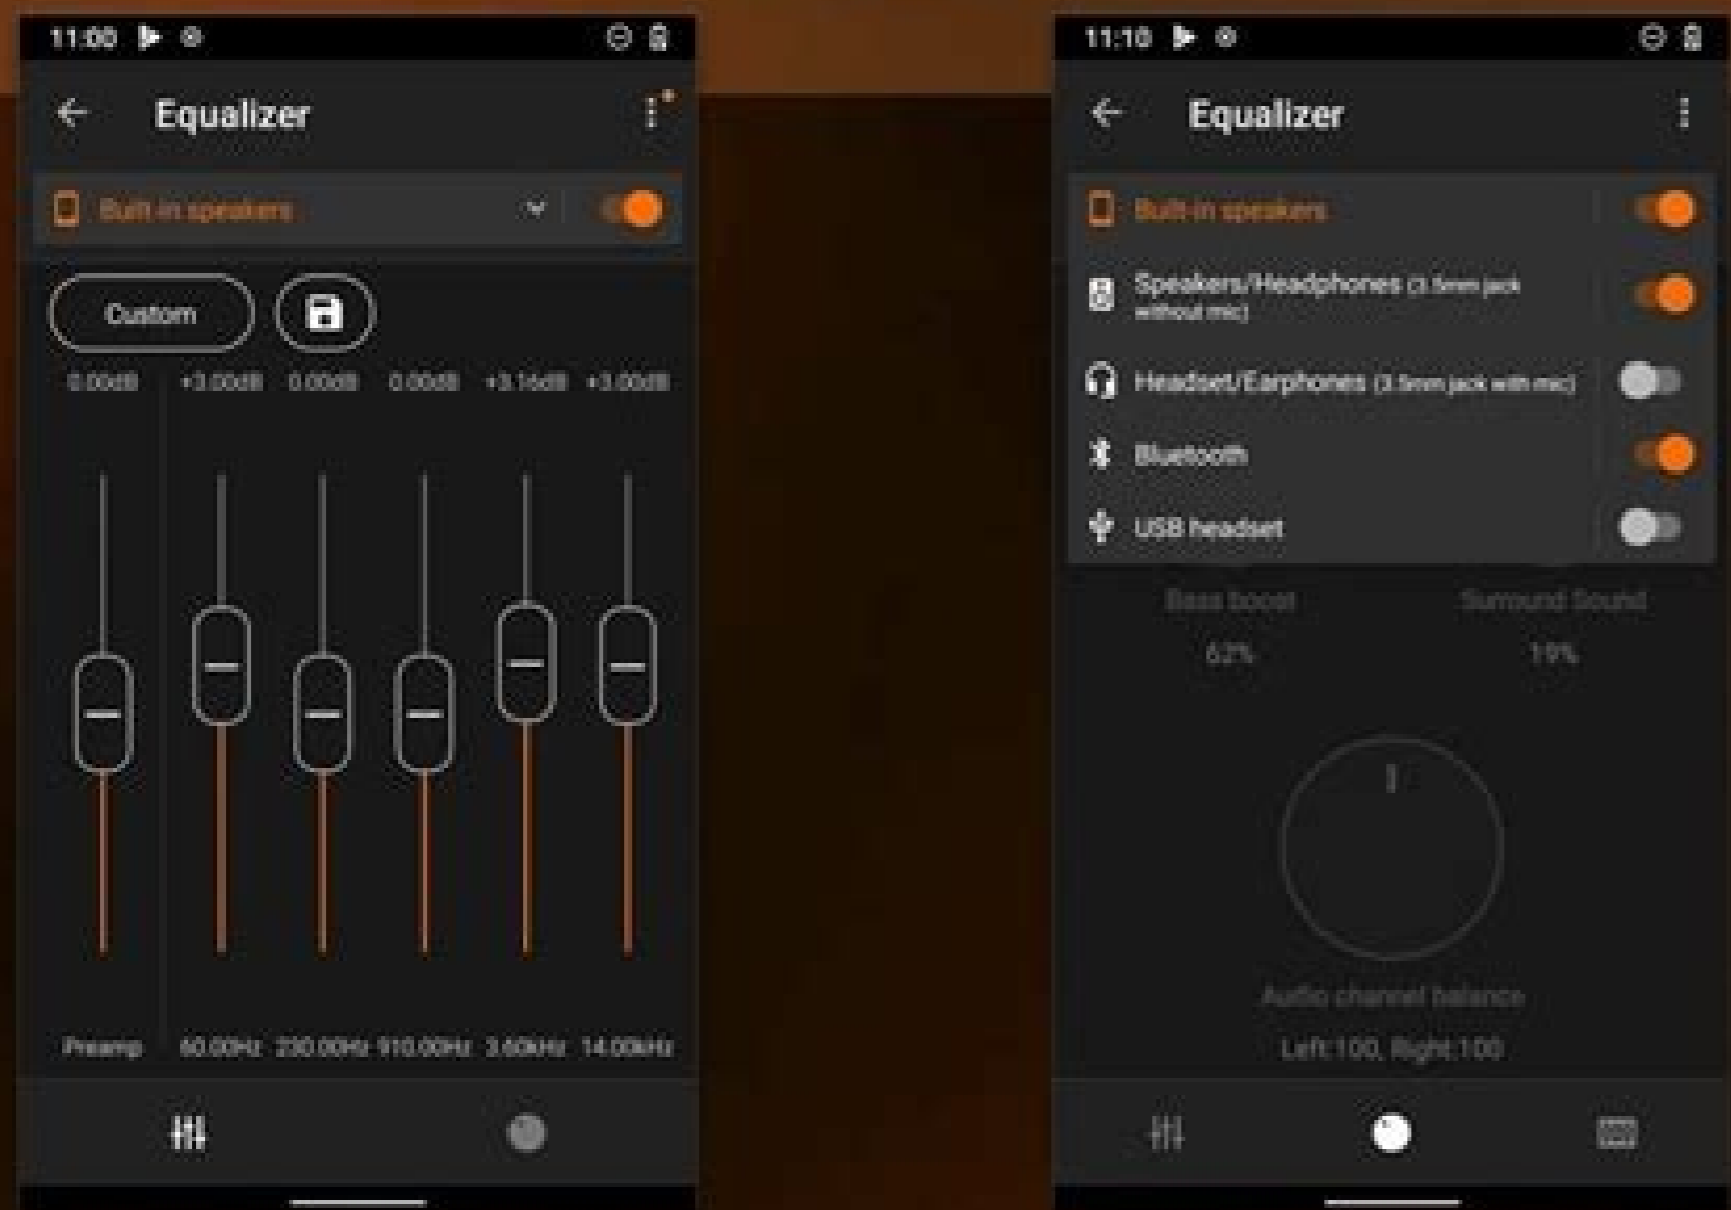 11:00
Equalizer
Built-in speakers
Custom
0.00dB +3.00dB 0.00dB 0.00dB +3.16dB +3.00dB
Preamp 60.00Hz 230.00Hz 910.00Hz 3.60kHz 14.00kHz
11:10
Equalizer
Built-in speakers
Speakers/Headphones (3.5mm jack
without mic)
Headset/Earphones (3.5mm jack with mic)
Bluetooth
USB headset
Bass boost Surround Sound
62% 19%
Audio channel balance
Left:100, Right:100